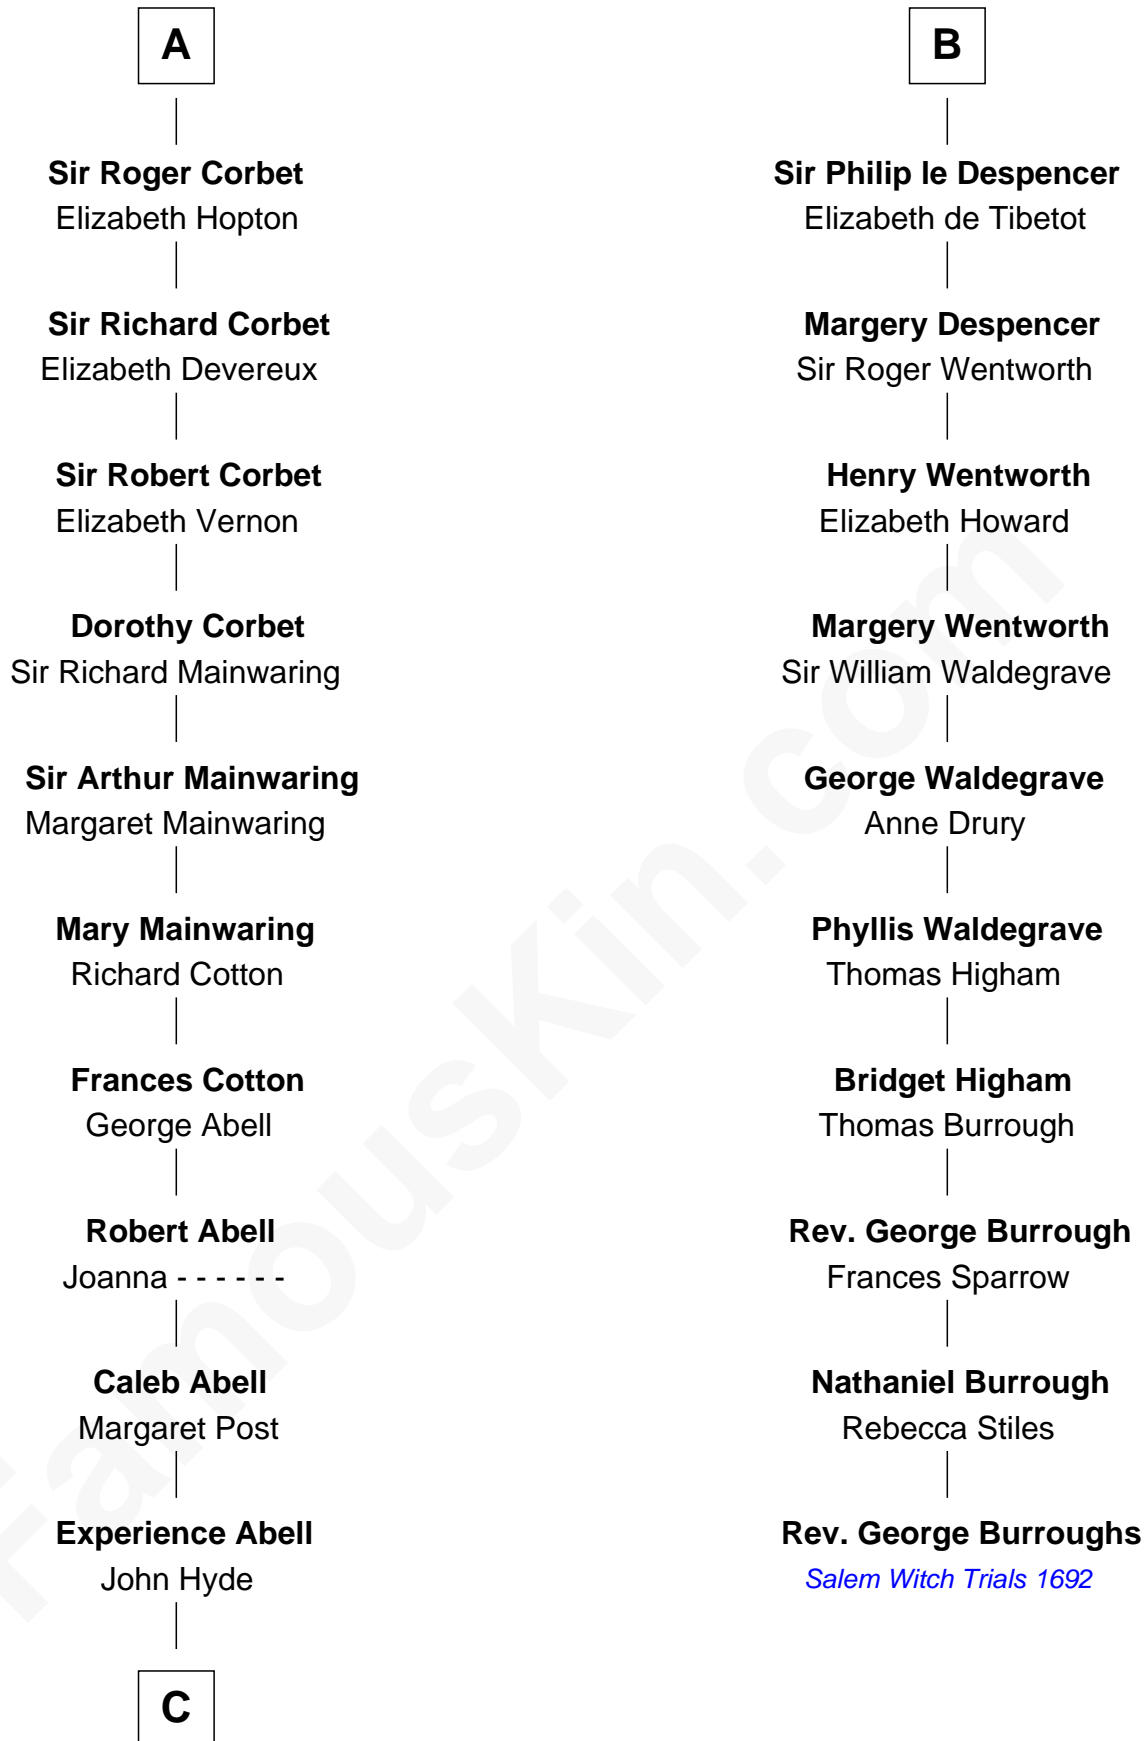 A
Sir Roger Corbet
Elizabeth Hopton
Sir Richard Corbet
Elizabeth Devereux
Sir Robert Corbet
Elizabeth Vernon
Dorothy Corbet
Sir Richard Mainwaring
Sir Arthur Mainwaring
Margaret Mainwaring
Mary Mainwaring
Richard Cotton
Frances Cotton
George Abell
Robert Abell
Joanna - - - - - -
Caleb Abell
Margaret Post
Experience Abell
John Hyde
C
B
Sir Philip le Despencer
Elizabeth de Tibetot
Margery Despencer
Sir Roger Wentworth
Henry Wentworth
Elizabeth Howard
Margery Wentworth
Sir William Waldegrave
George Waldegrave
Anne Drury
Phyllis Waldegrave
Thomas Higham
Bridget Higham
Thomas Burrough
Rev. George Burrough
Frances Sparrow
Nathaniel Burrough
Rebecca Stiles
Rev. George Burroughs
Salem Witch Trials 1692
FamousKin.com